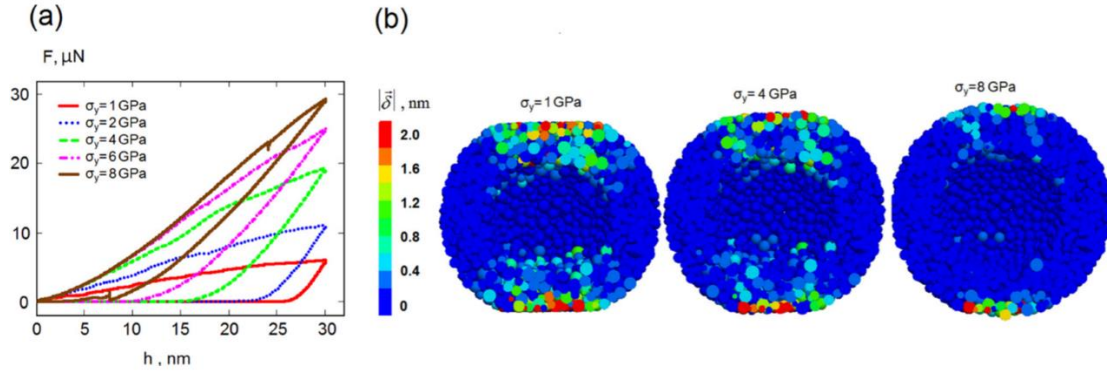 (a)
F, μN
30
20
10
0
σy=1 GPa
σy=2 GPa
σy=4 GPa
σy=6 GPa
σy=8 GPa
0 5 10 15 20 25 30
h , nm
(b)
|δ⃗| , nm
2.0
1.6
1.2
0.8
0.4
0
σy=1 GPa
σy= 4 GPa
σy=8 GPa